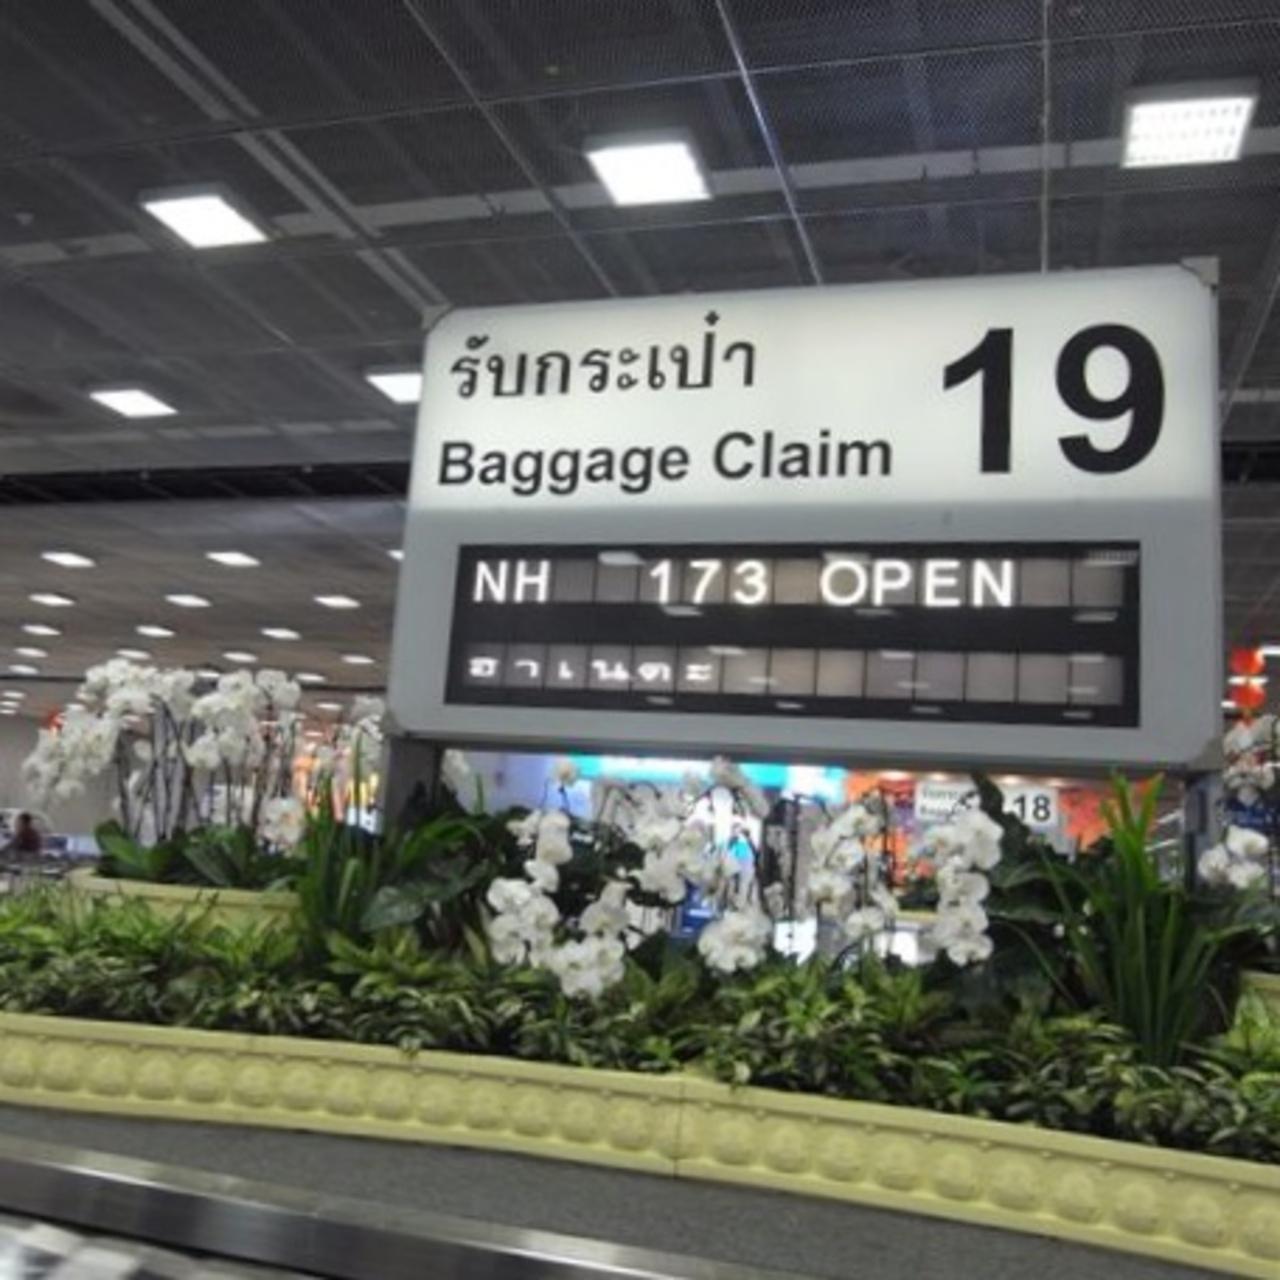 รับกระเป๋า
Baggage Claim
19
NH 173 OPEN
ฮาเนดะ
18